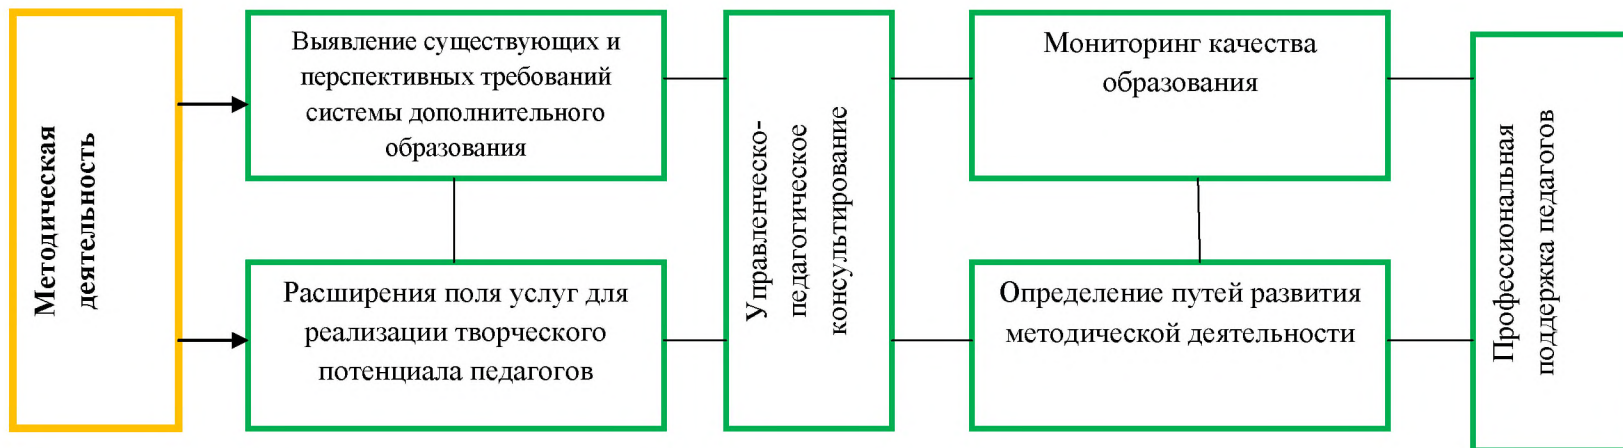 Методическая
деятельность
Выявление существующих и
перспективных требований
системы дополнительного
образования
Расширения поля услуг для
реализации творческого
потенциала педагогов
Управленческо-
педагогическое
консультирование
Мониторинг качества
образования
Определение путей развития
методической деятельности
Профессиональная
поддержка педагогов